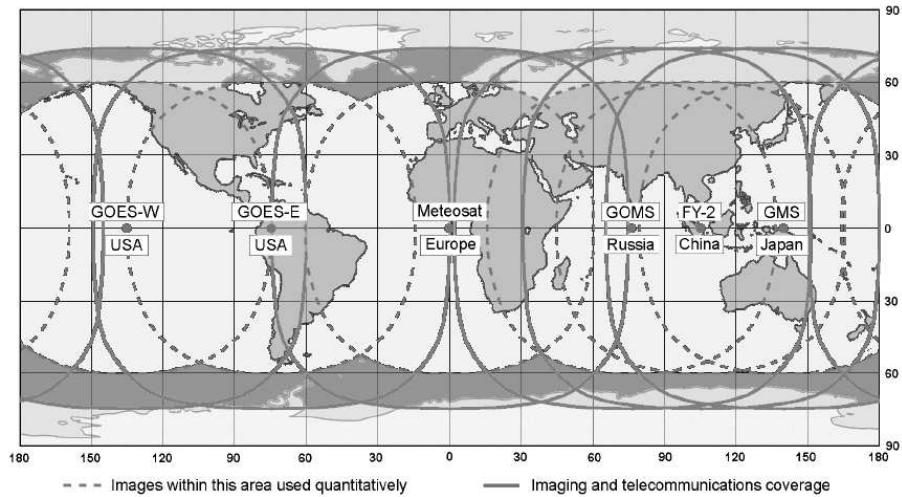 90
60
30
0
30
60
90
GOES-W
USA
GOES-E
USA
Meteosat
Europe
GOMS
Russia
FY-2
China
GMS
Japan
180 150 120 90 60 30 0 30 60 90 120 150 180
Images within this area used quantitatively
Imaging and telecommunications coverage